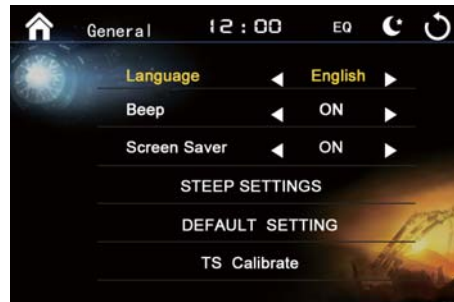 General 12:00 EQ
Language English
Beep ON
Screen Saver ON
STEEP SETTINGS
DEFAULT SETTING
TS Calibrate